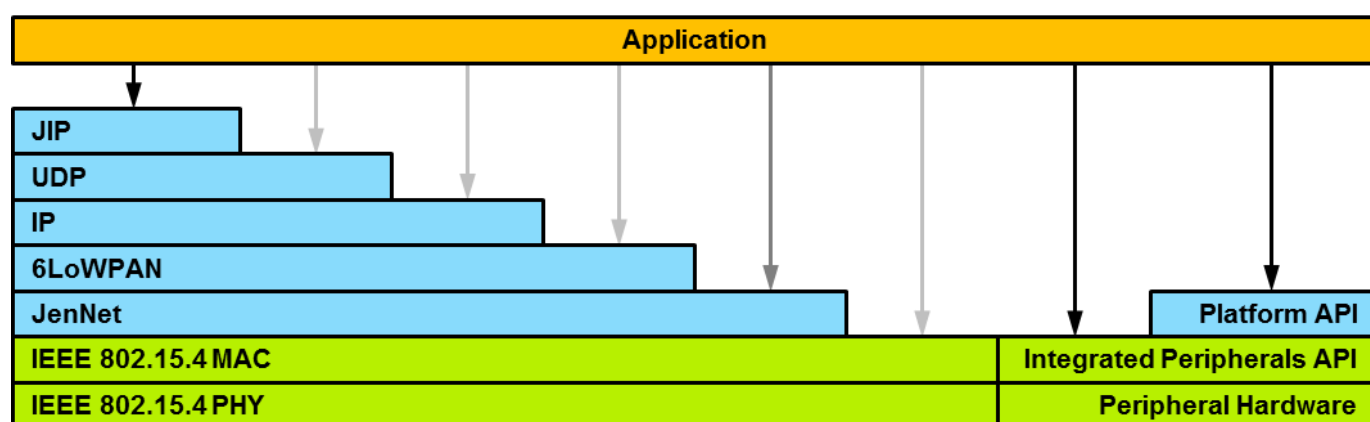 Application
JIP
UDP
IP
6LoWPAN
JenNet
Platform API
IEEE 802.15.4 MAC
Integrated Peripherals API
IEEE 802.15.4 PHY
Peripheral Hardware